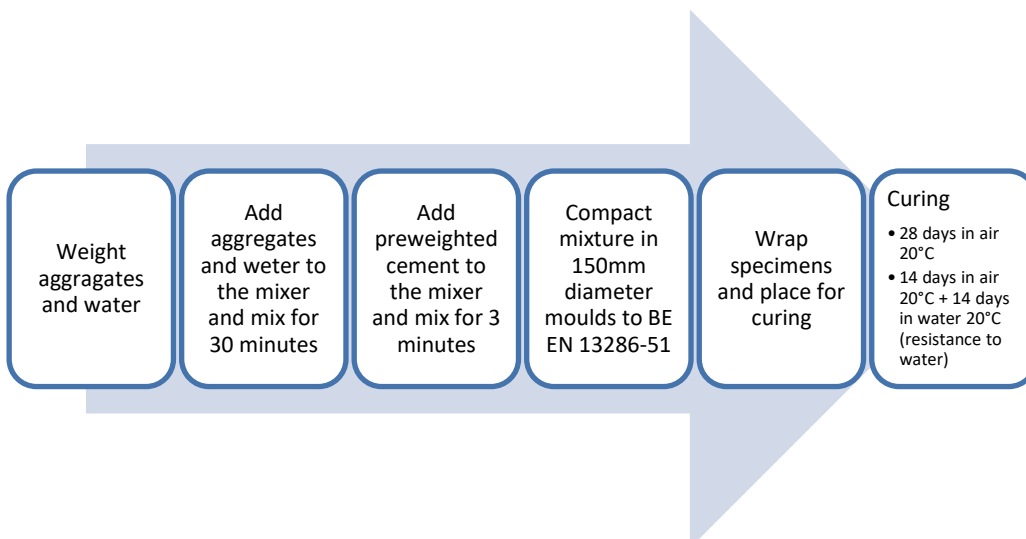 Weight
aggragates
and water
Add
aggregates
and weter to
the mixer
and mix for
30 minutes
Add
preweighted
cement to
the mixer
and mix for 3
minutes
Compact
mixture in
150mm
diameter
moulds to BE
EN 13286-51
Wrap
specimens
and place for
curing
Curing
• 28 days in air
20°C
• 14 days in air
20°C + 14 days
in water 20°C
(resistance to
water)